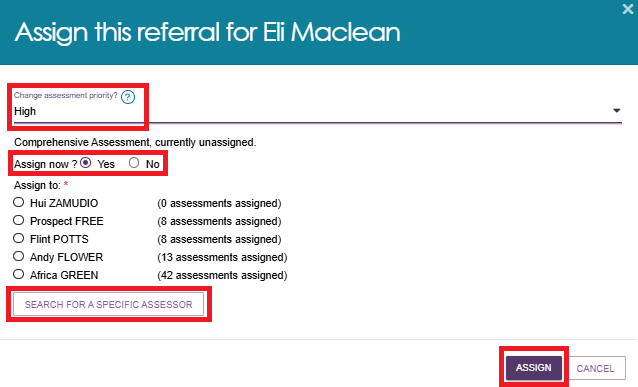 Assign this referral for Eli Maclean
Change assessment priority? ?
High
Comprehensive Assessment, currently unassigned.
Assign now ? Yes No
Assign to: *
Hui ZAMUDIO (0 assessments assigned)
Prospect FREE (8 assessments assigned)
Flint POTTS (8 assessments assigned)
Andy FLOWER (13 assessments assigned)
Africa GREEN (42 assessments assigned)
SEARCH FOR A SPECIFIC ASSESSOR
ASSIGN CANCEL